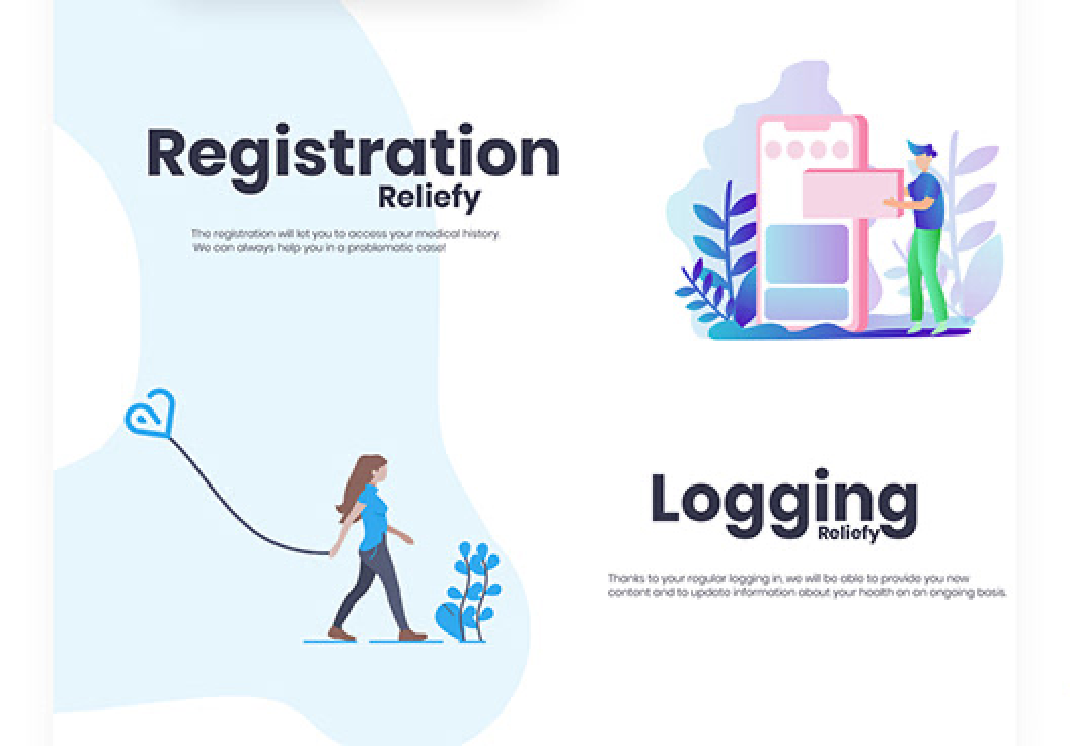 Registration
Reliefy
The registration will let you to access your medical history.
We can always help you in a problematic case!
Logging
Reliefy
Thanks to your regular logging in, we will be able to provide you new
content and to update information about your health on an ongoing basis.